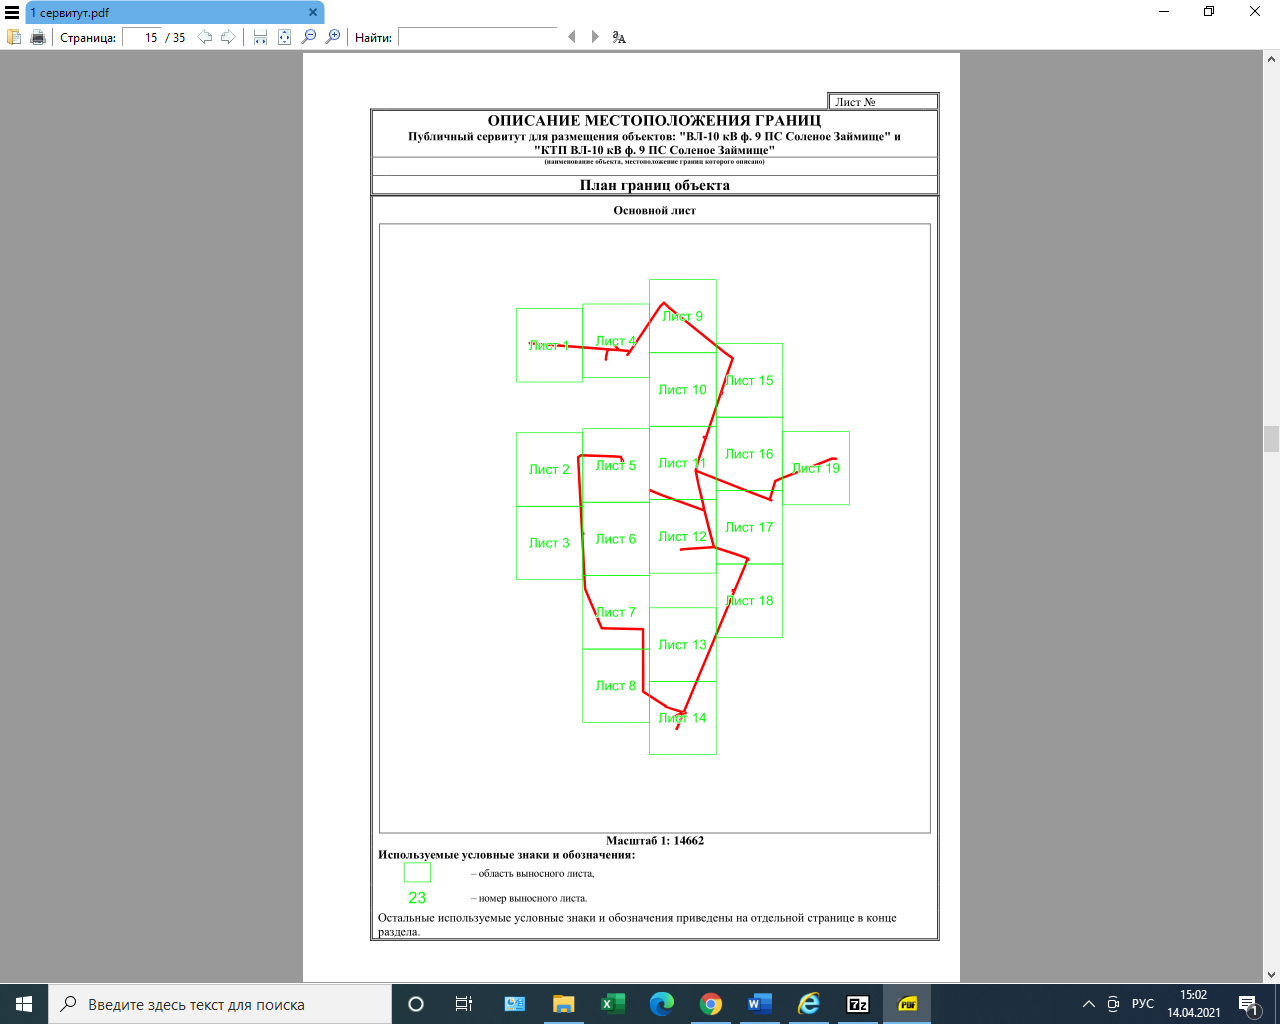 1 сервитут.pdf
Страница: 15 / 35 Найти:
Лист №
ОПИСАНИЕ МЕСТОПОЛОЖЕНИЯ ГРАНИЦ
Публичный сервитут для размещения объектов: "ВЛ-10 кВ ф. 9 ПС Соленое Займище" и
"КТП ВЛ-10 кВ ф. 9 ПС Соленое Займище"
(наименование объекта, местоположение границ которого описано)
План границ объекта
Основной лист
Лист 9
Лист 1
Лист 4
Лист 15
Лист 10
Лист 16
Лист 2
Лист 5
Лист 11
Лист 19
Лист 17
Лист 3
Лист 6
Лист 12
Лист 18
Лист 7
Лист 13
Лист 8
Лист 14
Масштаб 1: 14662
Используемые условные знаки и обозначения:
– область выносного листа,
23 – номер выносного листа.
Остальные используемые условные знаки и обозначения приведены на отдельной странице в конце
раздела.
Введите здесь текст для поиска
РУС
15:02
14.04.2021
1